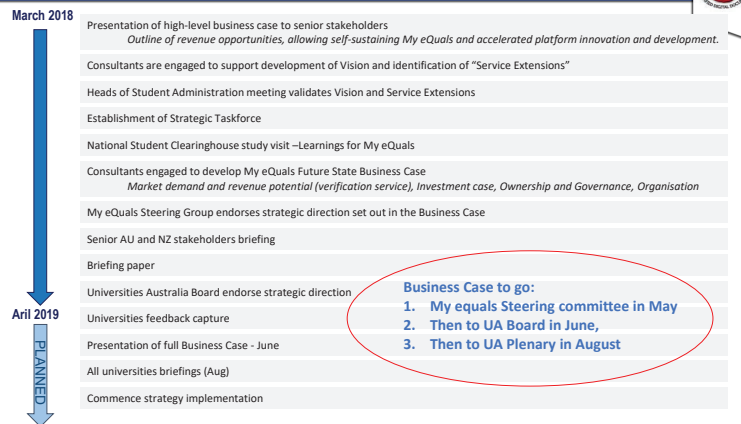 March 2018
Presentation of high-level business case to senior stakeholders
Outline of revenue opportunities, allowing self-sustaining My eQuals and accelerated platform innovation and development.
Consultants are engaged to support development of Vision and identification of “Service Extensions”
Heads of Student Administration meeting validates Vision and Service Extensions
Establishment of Strategic Taskforce
National Student Clearinghouse study visit –Learnings for My eQuals
Consultants engaged to develop My eQuals Future State Business Case
Market demand and revenue potential (verification service), Investment case, Ownership and Governance, Organisation
My eQuals Steering Group endorses strategic direction set out in the Business Case
Senior AU and NZ stakeholders briefing
Briefing paper
Universities Australia Board endorse strategic direction
Aril 2019
Universities feedback capture
Presentation of full Business Case - June
All universities briefings (Aug)
Commence strategy implementation
PLANNED
Business Case to go:
1. My equals Steering committee in May
2. Then to UA Board in June,
3. Then to UA Plenary in August